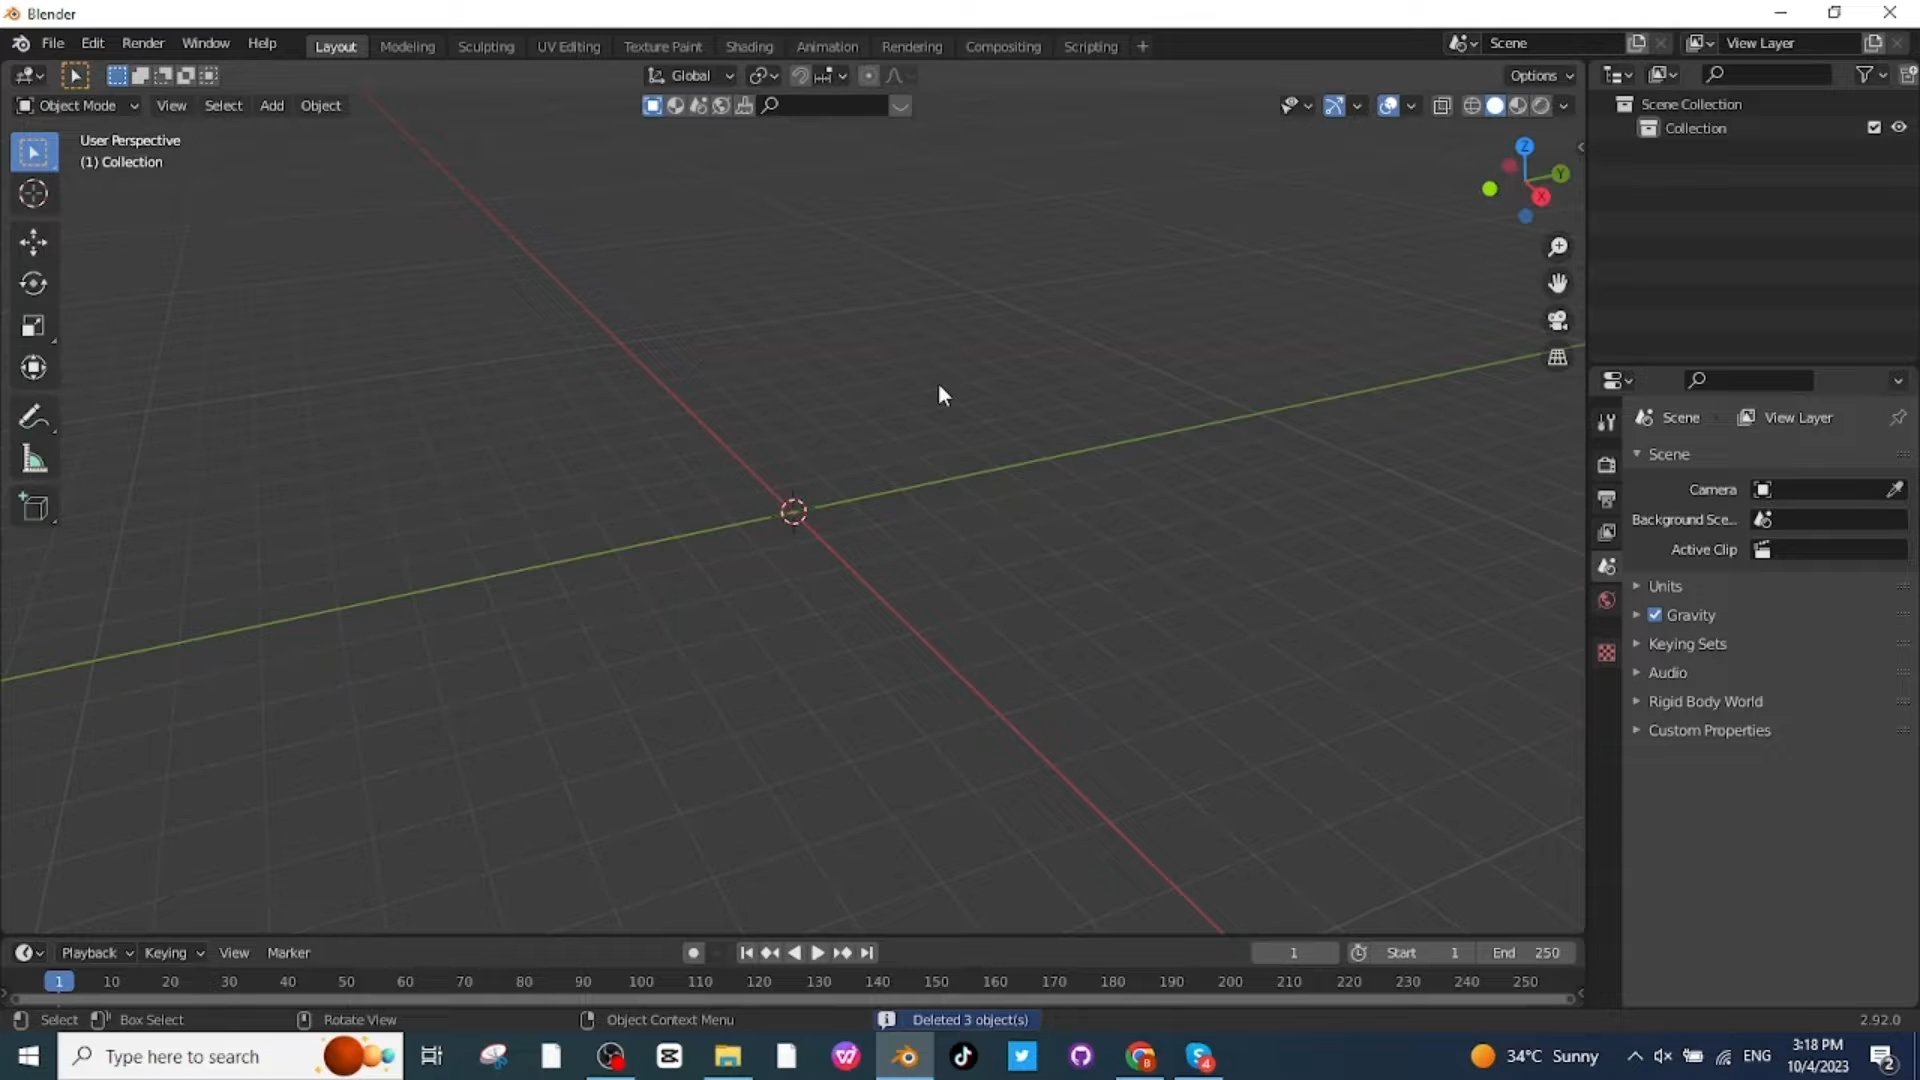 Blender
File Edit Render Window Help Layout Modeling Sculpting UV Editing Texture Paint Shading Animation Rendering Compositing Scripting + Scene View Layer
Global Options
Object Mode View Select Add Object
Scene Collection
Collection
User Perspective
(1) Collection
Z
Y
X
Scene View Layer
Scene
Camera
Background Sce...
Active Clip
Units
Gravity
Keying Sets
Audio
Rigid Body World
Custom Properties
Playback Keying View Marker 1 Start 1 End 250
1 10 20 30 40 50 60 70 80 90 100 110 120 130 140 150 160 170 180 190 200 210 220 230 240 250
Select Box Select Rotate View Object Context Menu Deleted 3 object(s) 2.92.0
Type here to search 34°C Sunny ENG 3:18 PM
10/4/2023
B
4
2